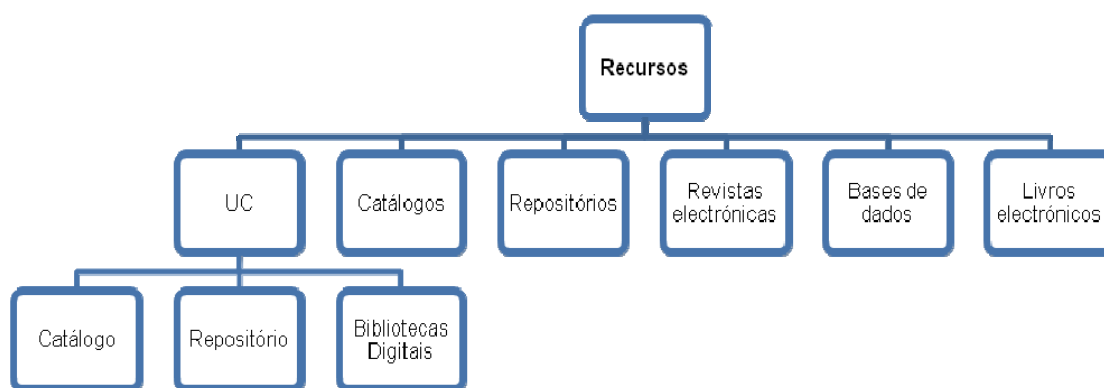 Recursos
UC
Catálogos
Repositórios
Revistas
electrónicas
Bases de
dados
Livros
electrónicos
Catálogo
Repositório
Bibliotecas
Digitais